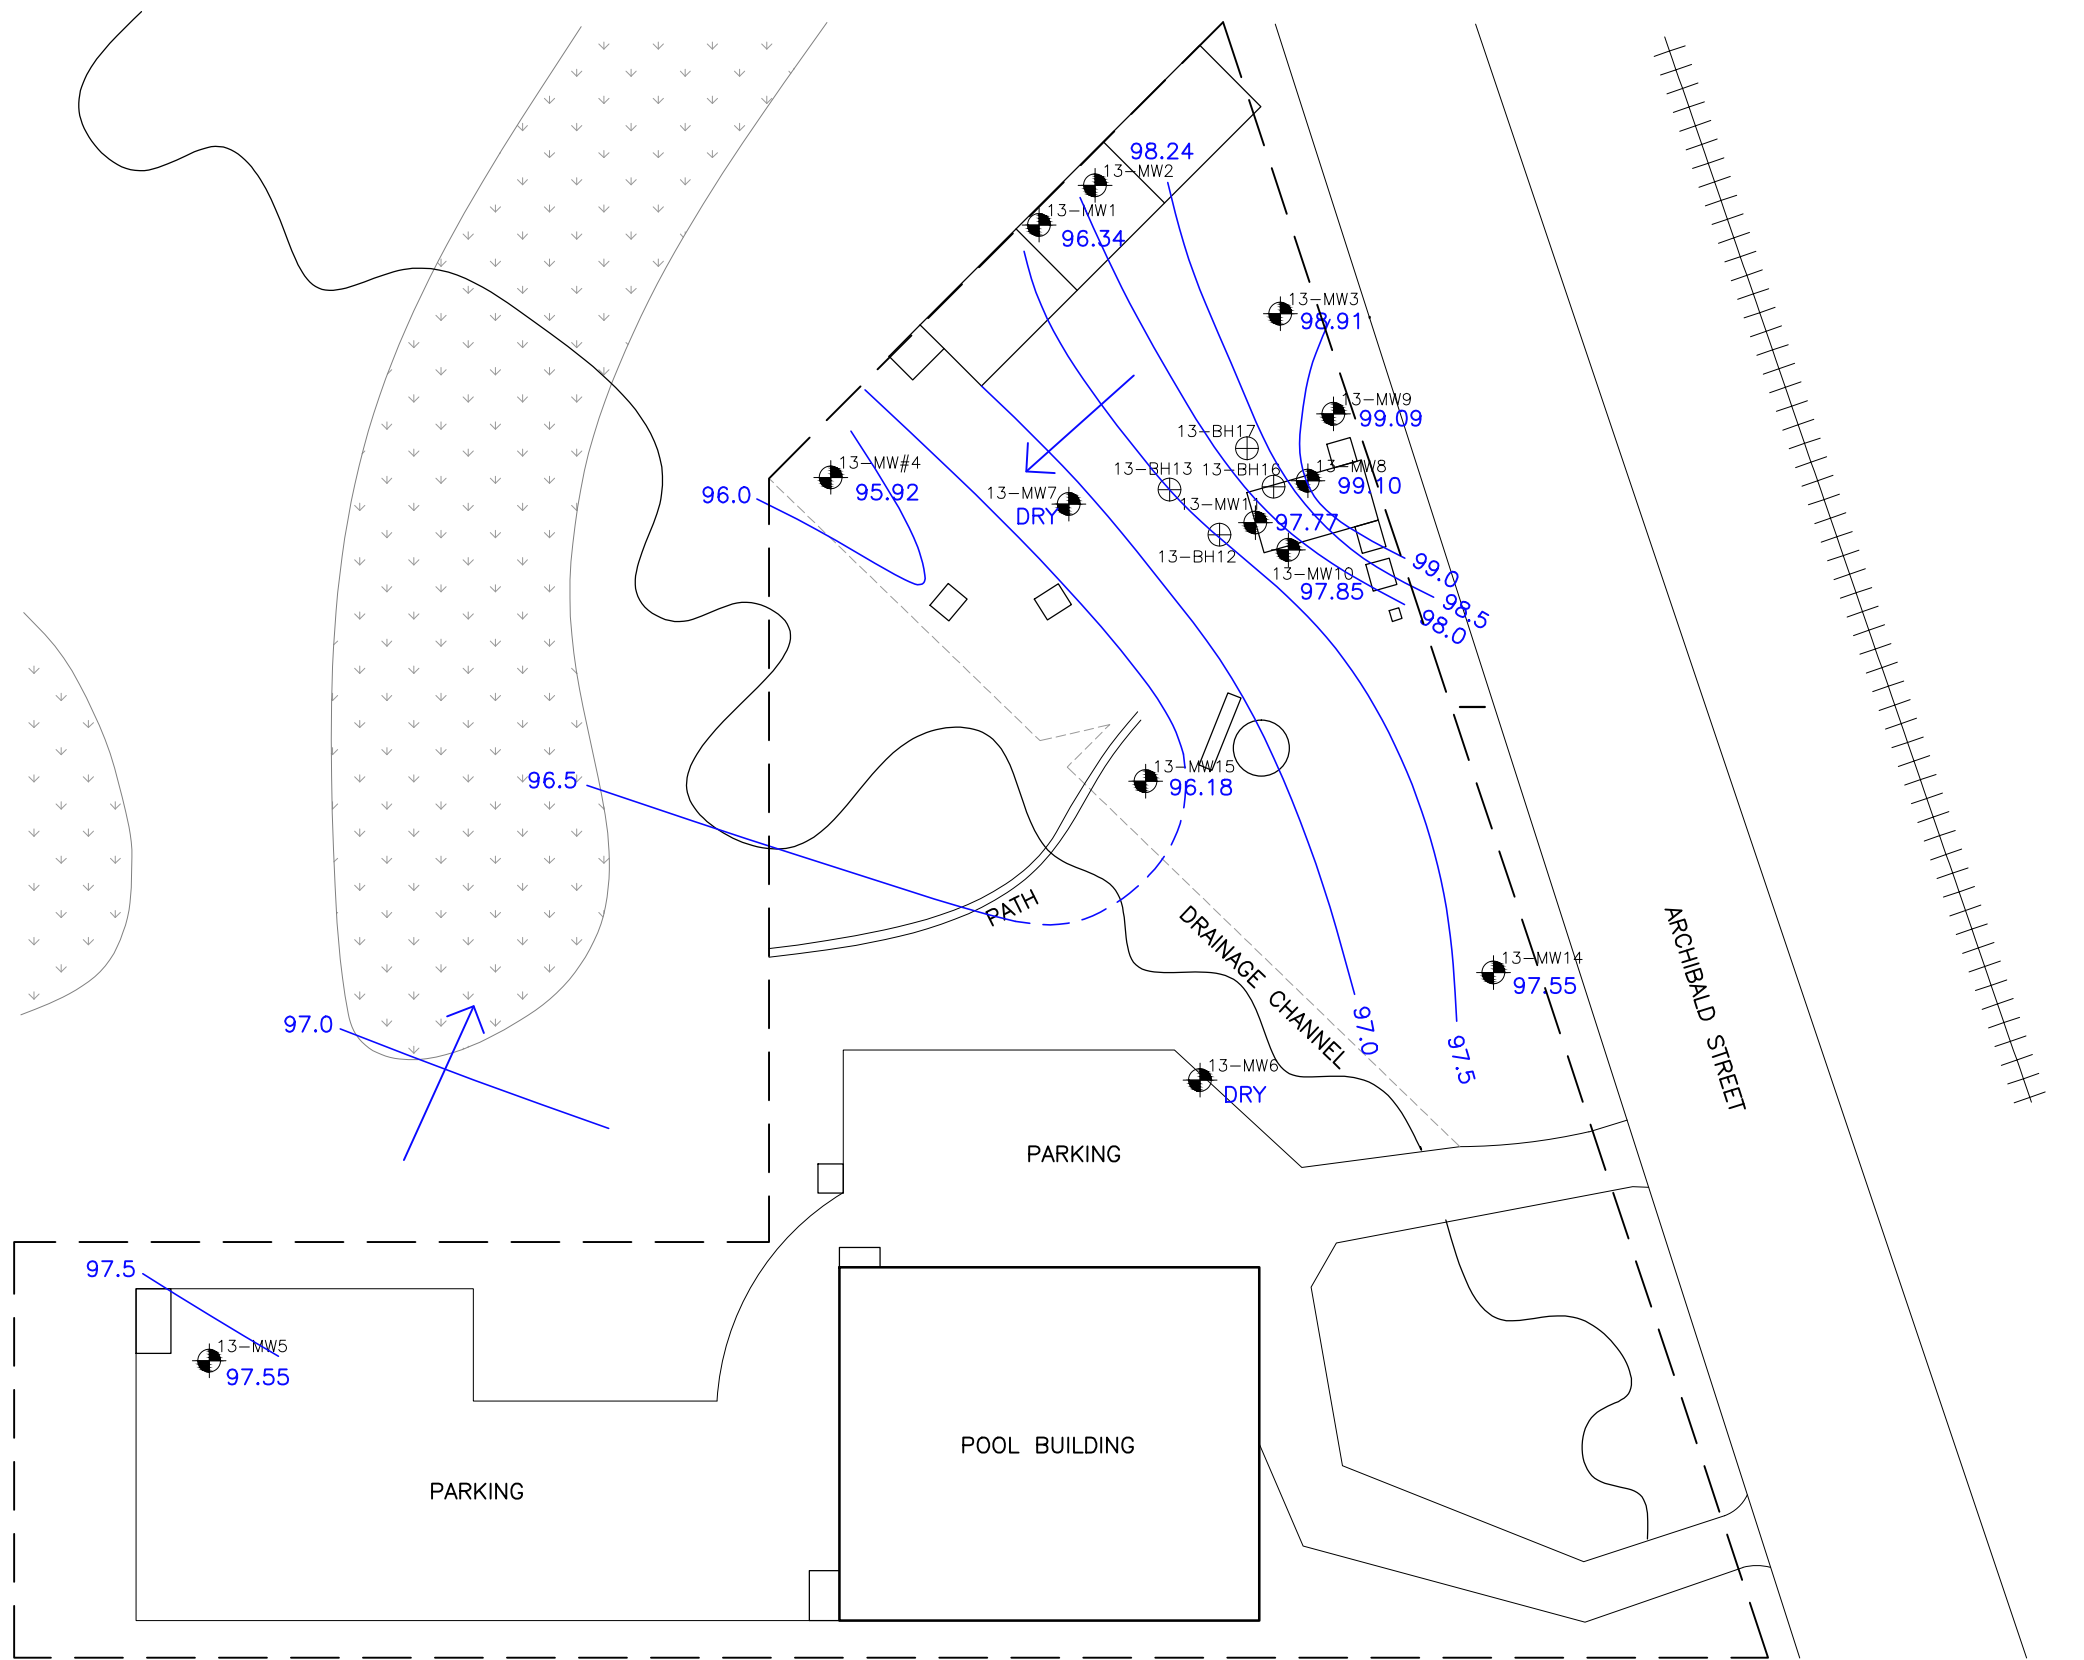 98.24
13-MW2
13-MW1
96.34
13-MW3
98.91
13-MW9
99.09
13-BH17
13-BH13
13-BH16
13-MW8
99.10
13-MW#4
95.92
96.0
13-MW7
DRY
13-MW11
97.77
13-BH12
13-MW10
97.85
99.0
98.5
98.0
96.5
13-MW15
96.18
PATH
DRAINAGE CHANNEL
ARCHIBALD STREET
13-MW14
97.55
97.0
97.0
97.5
13-MW6
DRY
PARKING
97.5
13-MW5
97.55
POOL BUILDING
PARKING